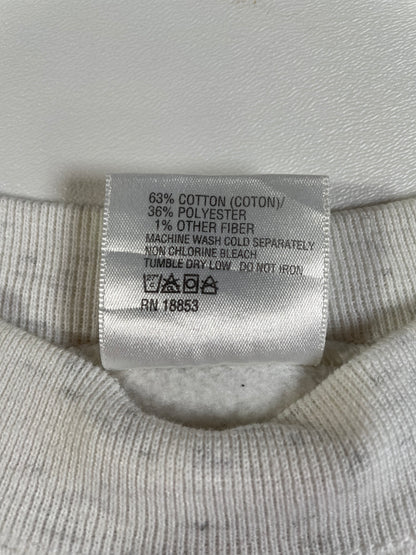 63% COTTON (COTON)/
36% POLYESTER
1% OTHER FIBER
MACHINE WASH COLD SEPARATELY
NON CHLORINE BLEACH
TUMBLE DRY LOW. DO NOT IRON
RN 18853